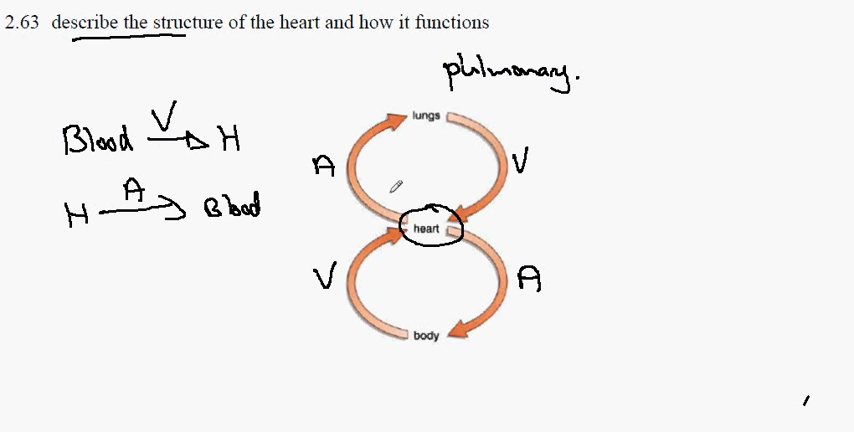 2.63 describe the structure of the heart and how it functions
pulmonary.
lungs
Blood V H
A V
H A Blood
heart
V A
body